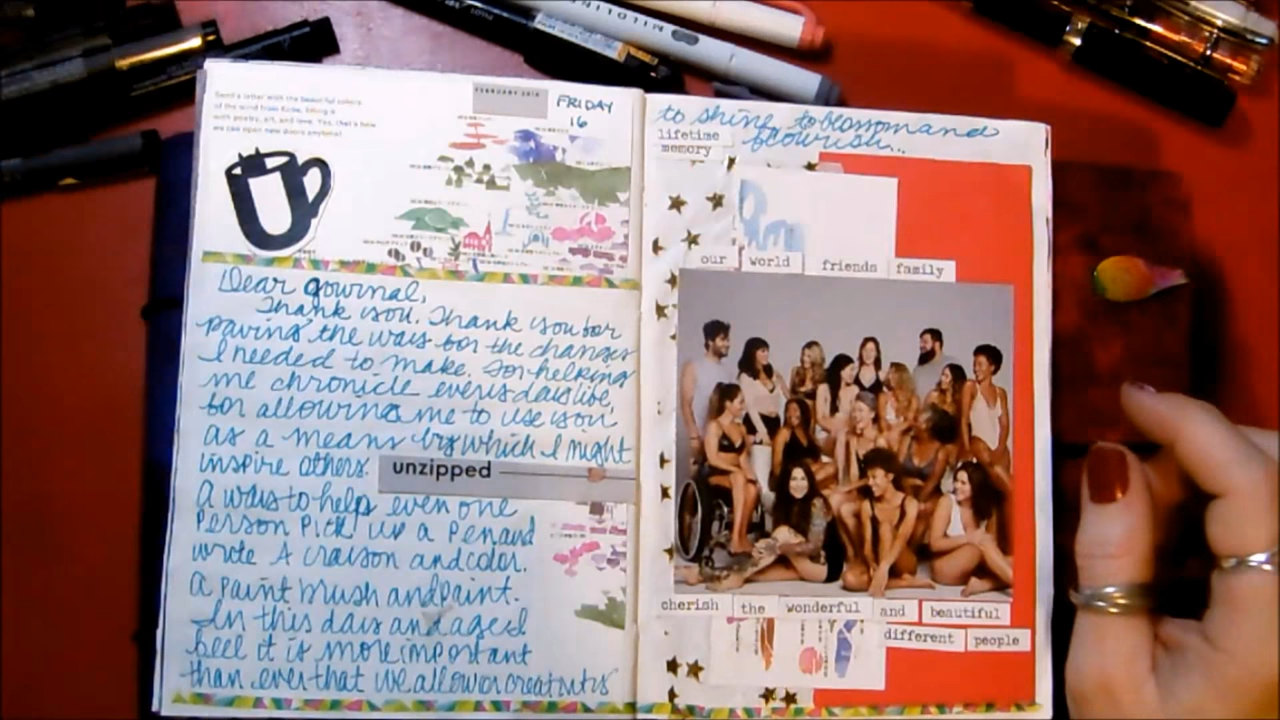 Send a letter with the beautiful colors
of the wind from Kobe, lifting it
with poetry, art, and love. Yes, that's how
we can open new doors anytime!
FEBRUARY 2018
FRIDAY
16
Dear Journal,
Thank you. Thank you for
paving the way for the changes
I needed to make. For helping
me chronicle every day life,
for allowing me to use you
as a means by which I might
inspire others.
unzipped
A way to help even one
Person Pick up a Pen and
write A crayson and color.
A paint brush and paint.
In this day and age I
feel it is more important
than ever that we allow or creativity
to shine, to blossom and
flourish...
lifetime
memory
our world friends family
cherish the wonderful and beautiful
different people